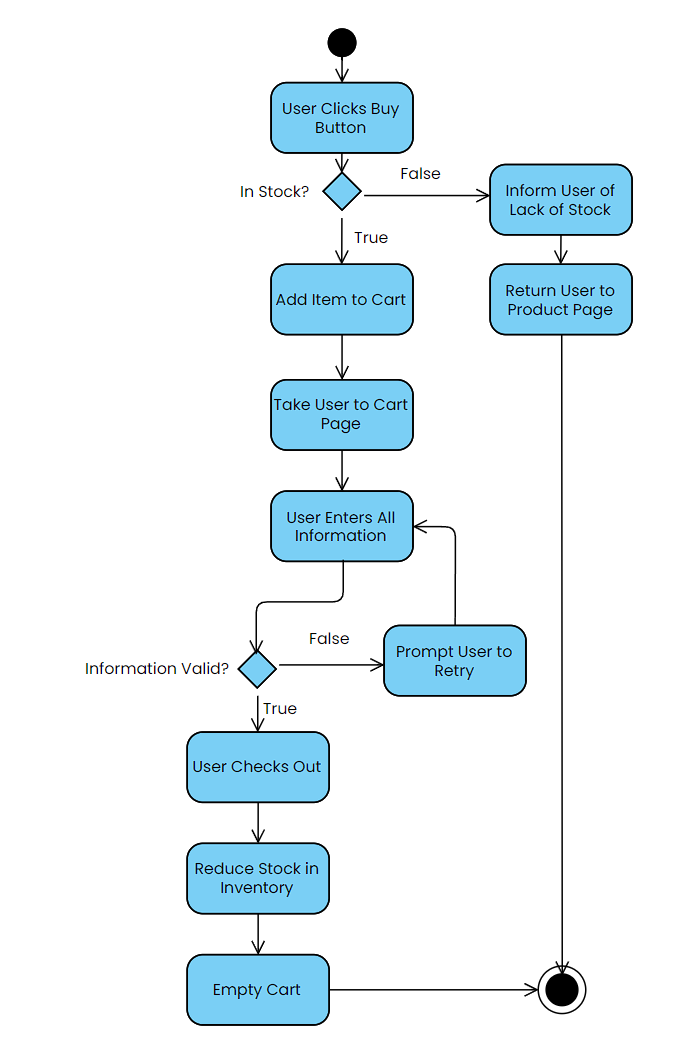 User Clicks Buy
Button
In Stock?
False
Inform User of
Lack of Stock
True
Add Item to Cart
Return User to
Product Page
Take User to Cart
Page
User Enters All
Information
False
Information Valid?
Prompt User to
Retry
True
User Checks Out
Reduce Stock in
Inventory
Empty Cart